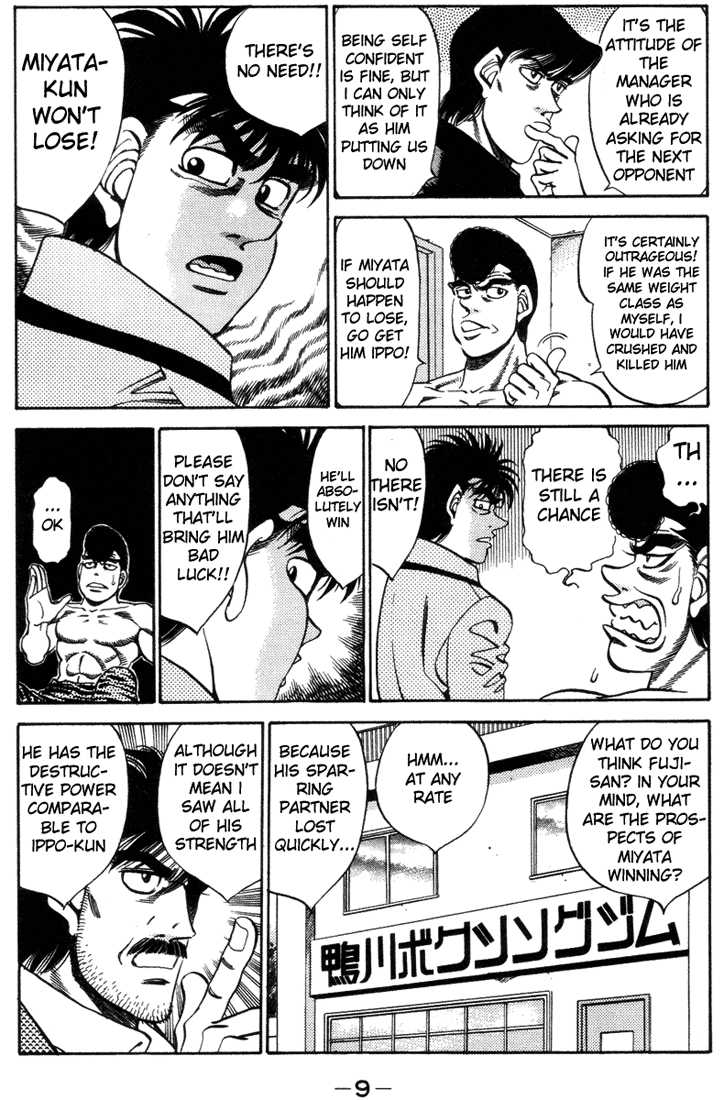 IT'S THE
ATTITUDE OF
THE
MANAGER
WHO IS
ALREADY
ASKING FOR
THE NEXT
OPPONENT
BEING SELF
CONFIDENT
IS FINE, BUT
I CAN ONLY
THINK OF IT
AS HIM
PUTTING US
DOWN
IT'S CERTAINLY
OUTRAGEOUS!
IF HE WAS THE
SAME WEIGHT
CLASS AS
MYSELF, I
WOULD HAVE
CRUSHED AND
KILLED HIM
IF MIYATA
SHOULD
HAPPEN
TO LOSE,
GO GET
HIM IPPO!
THERE'S
NO NEED!!
MIYATA-
KUN
WON'T
LOSE!
TH
...
THERE IS
STILL A
CHANCE
NO
THERE
ISN'T!
HE'LL
ABSO-
LUTELY
WIN
PLEASE
DON'T SAY
ANYTHING
THAT'LL
BRING HIM
BAD
LUCK!!
...
OK
WHAT DO YOU
THINK FUJI-
SAN? IN YOUR
MIND, WHAT
ARE THE PROS-
PECTS OF
MIYATA
WINNING?
HMM...
AT ANY
RATE
BECAUSE
HIS SPAR-
RING
PARTNER
LOST
QUICKLY...
鴨川ボクシングジム
ALTHOUGH
IT DOESN'T
MEAN I
SAW ALL
OF HIS
STRENGTH
HE HAS THE
DESTRUC-
TIVE POWER
COMPARA-
BLE TO
IPPO-KUN
-9-